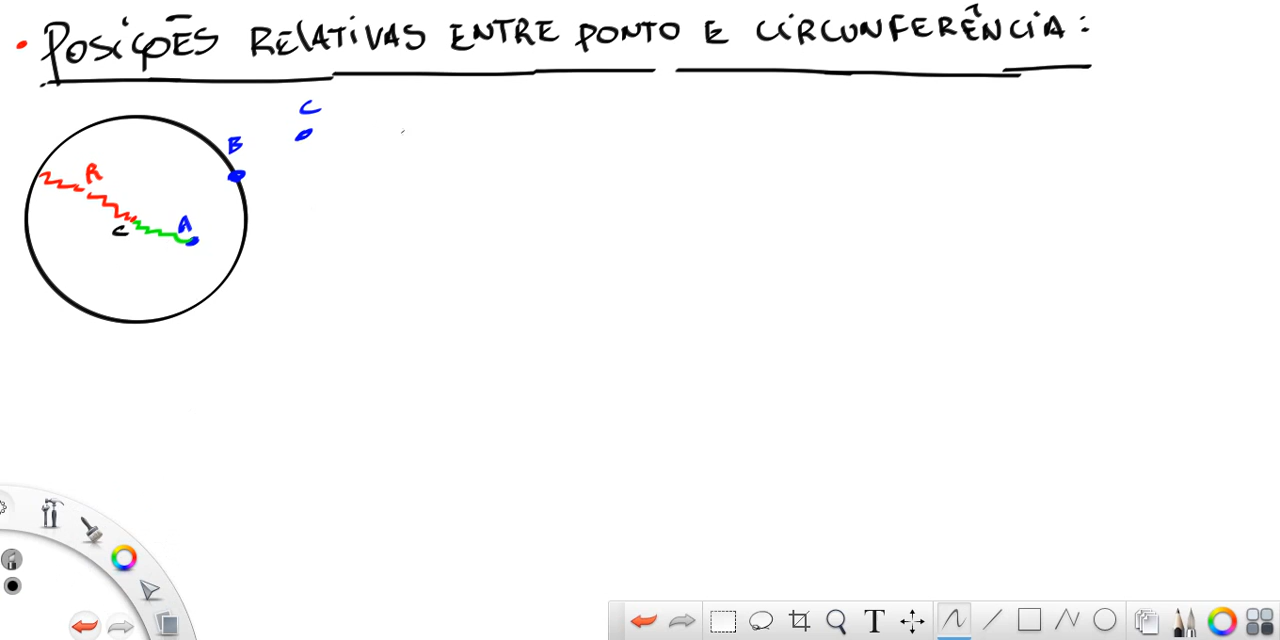 • POSIÇÕES RELATIVAS ENTRE PONTO E CIRCUNFERÊNCIA:
C
B
R
A
C
T